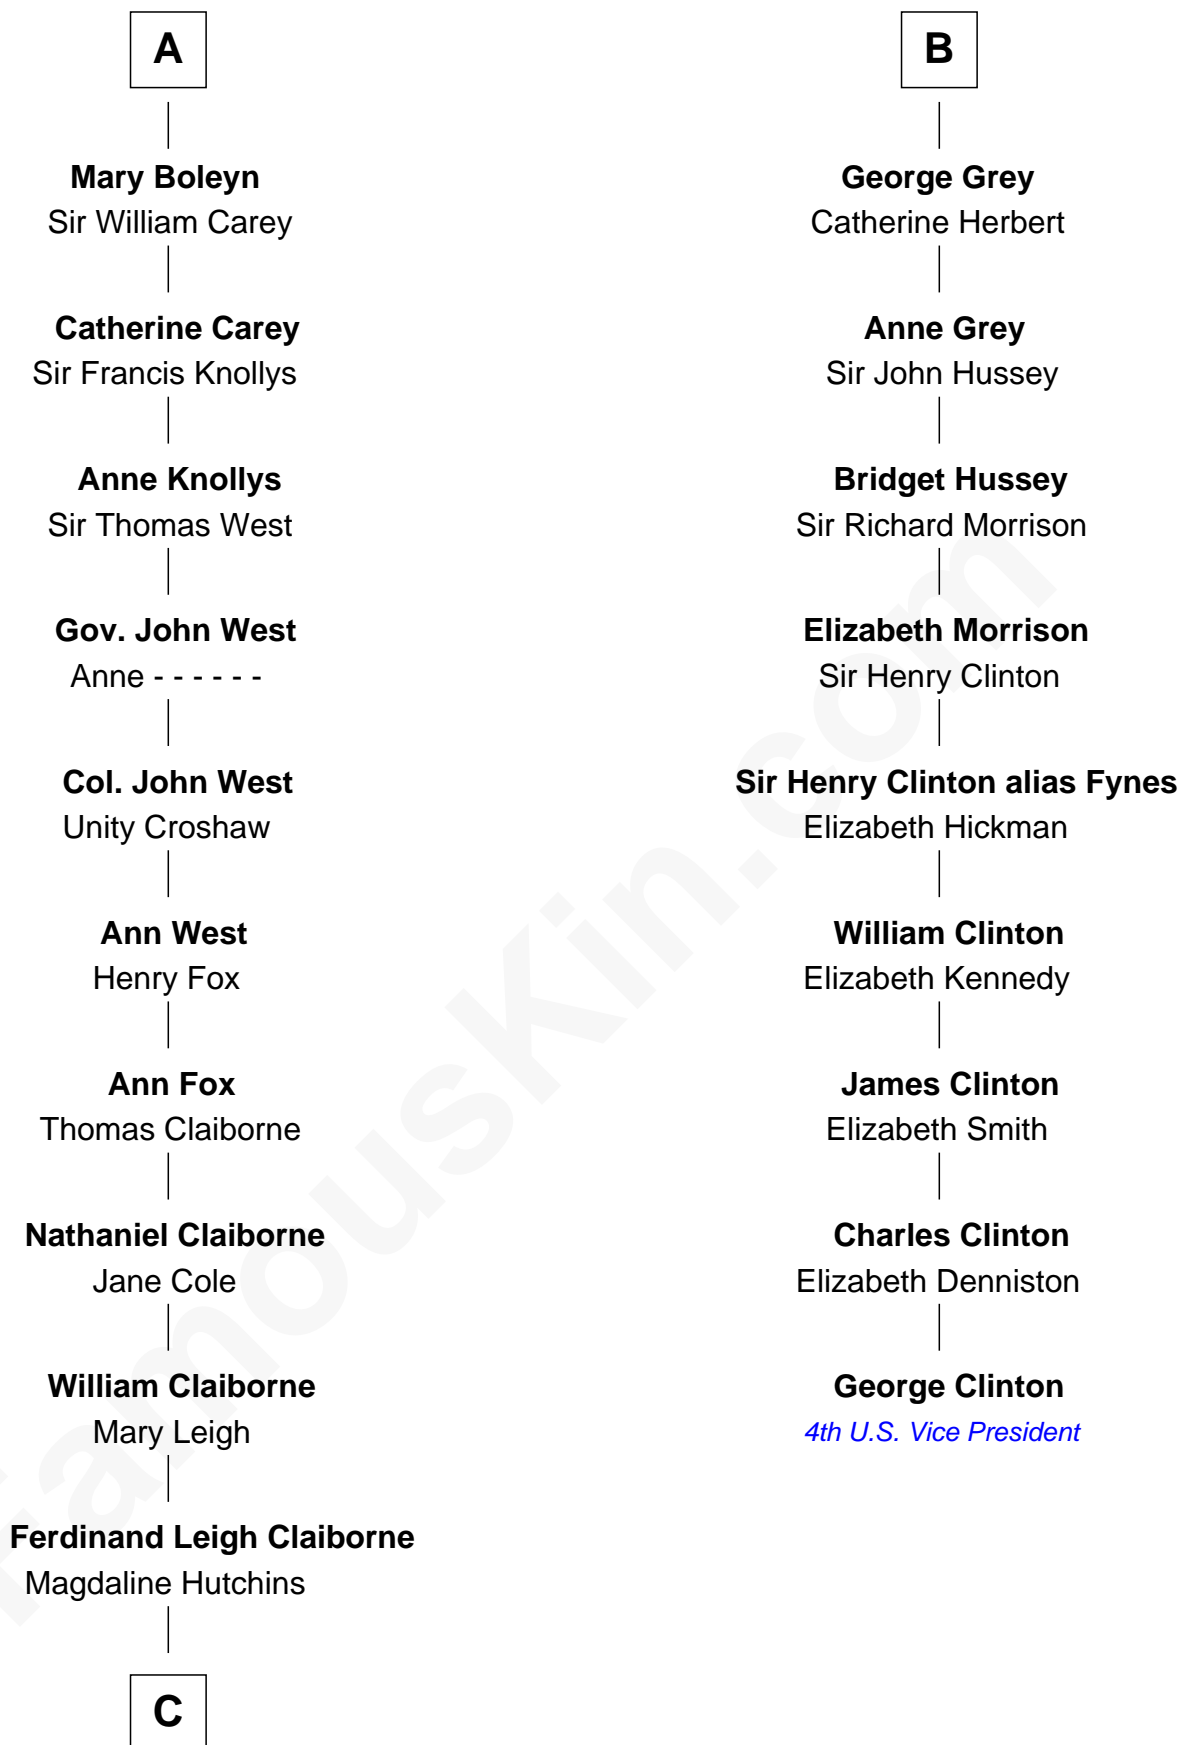 A
Mary Boleyn
Sir William Carey
Catherine Carey
Sir Francis Knollys
Anne Knollys
Sir Thomas West
Gov. John West
Anne - - - - - -
Col. John West
Unity Croshaw
Ann West
Henry Fox
Ann Fox
Thomas Claiborne
Nathaniel Claiborne
Jane Cole
William Claiborne
Mary Leigh
Ferdinand Leigh Claiborne
Magdaline Hutchins
C
B
George Grey
Catherine Herbert
Anne Grey
Sir John Hussey
Bridget Hussey
Sir Richard Morrison
Elizabeth Morrison
Sir Henry Clinton
Sir Henry Clinton alias Fynes
Elizabeth Hickman
William Clinton
Elizabeth Kennedy
James Clinton
Elizabeth Smith
Charles Clinton
Elizabeth Denniston
George Clinton
4th U.S. Vice President
FamousKin.com